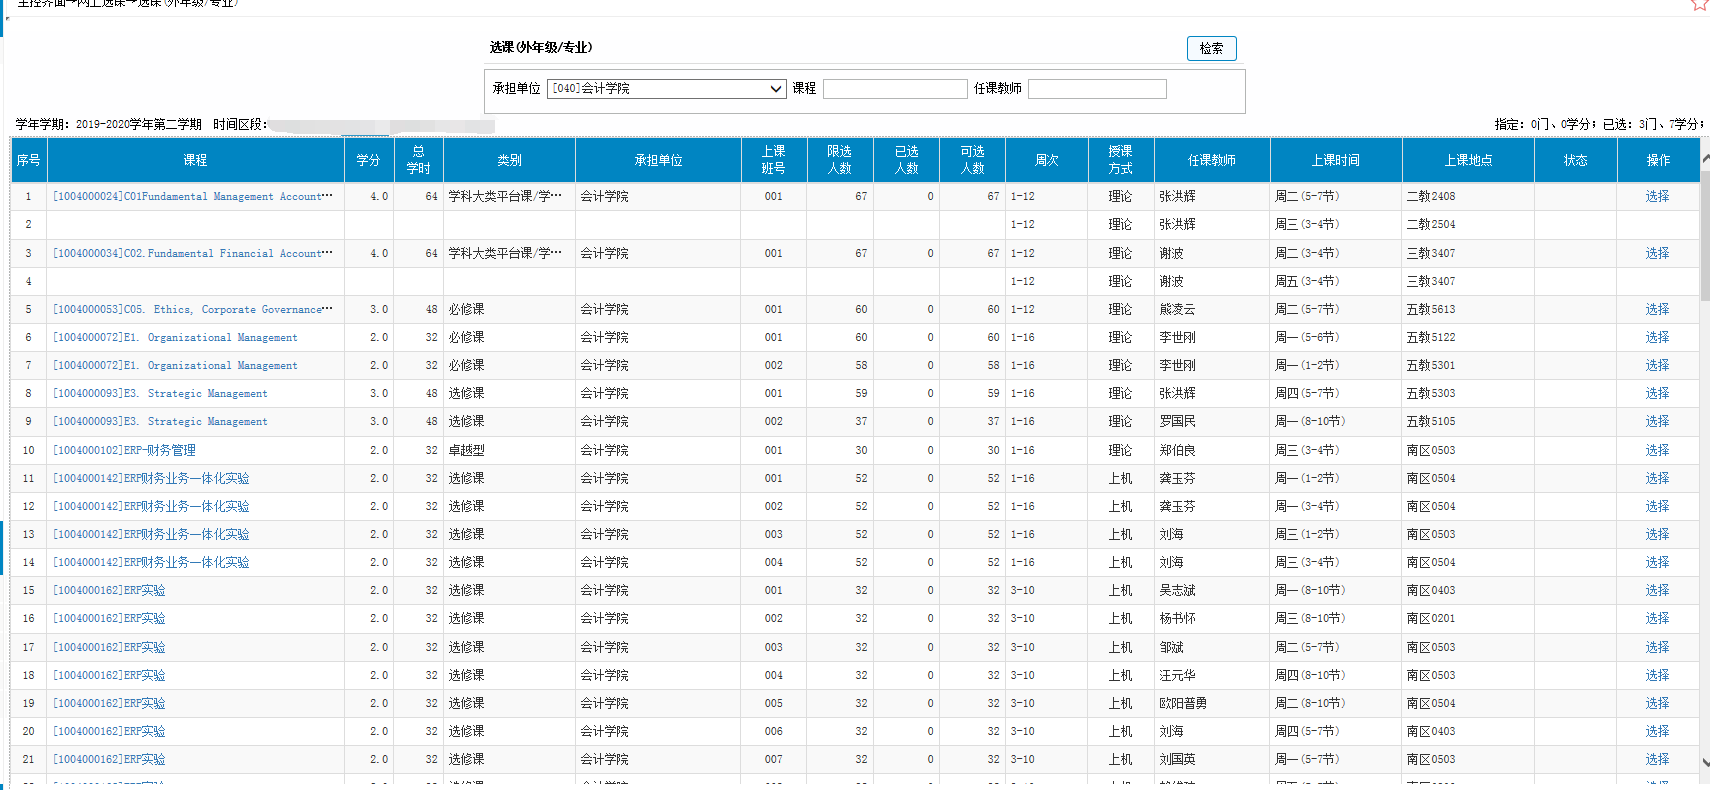 主控界面→网上选课→选课(外年级/专业)
选课(外年级/专业) 检索
承担单位 [040]会计学院 课程 任课教师
学年学期：2019-2020学年第二学期 时间区段：
指定：0门、0学分；已选：3门、7学分；
序号 课程 学分 总学时 类别 承担单位 上课班号 限选人数 已选人数 可选人数 周次 授课方式 任课教师 上课时间 上课地点 状态 操作
1 [1004000024]C01Fundamental Management Account… 4.0 64 学科大类平台课/学… 会计学院 001 67 0 67 1-12 理论 张洪辉 周二(5-7节) 二教2408 选择
2 1-12 理论 张洪辉 周三(3-4节) 二教2504
3 [1004000034]C02.Fundamental Financial Account… 4.0 64 学科大类平台课/学… 会计学院 001 67 0 67 1-12 理论 谢波 周二(3-4节) 三教3407 选择
4 1-12 理论 谢波 周五(3-4节) 三教3407
5 [1004000053]C05. Ethics, Corporate Governance… 3.0 48 必修课 会计学院 001 60 0 60 1-12 理论 熊凌云 周二(5-7节) 五教5613 选择
6 [1004000072]E1. Organizational Management 2.0 32 必修课 会计学院 001 60 0 60 1-16 理论 李世刚 周一(5-6节) 五教5122 选择
7 [1004000072]E1. Organizational Management 2.0 32 必修课 会计学院 002 58 0 58 1-16 理论 李世刚 周一(1-2节) 五教5301 选择
8 [1004000093]E3. Strategic Management 3.0 48 选修课 会计学院 001 59 0 59 1-16 理论 张洪辉 周四(5-7节) 五教5303 选择
9 [1004000093]E3. Strategic Management 3.0 48 选修课 会计学院 002 37 0 37 1-16 理论 罗国民 周一(8-10节) 五教5105 选择
10 [1004000102]ERP-财务管理 2.0 32 卓越型 会计学院 001 30 0 30 1-16 理论 郑伯良 周三(3-4节) 南区0503 选择
11 [1004000142]ERP财务业务一体化实验 2.0 32 选修课 会计学院 001 52 0 52 1-16 上机 龚玉芬 周一(1-2节) 南区0504 选择
12 [1004000142]ERP财务业务一体化实验 2.0 32 选修课 会计学院 002 52 0 52 1-16 上机 龚玉芬 周一(3-4节) 南区0504 选择
13 [1004000142]ERP财务业务一体化实验 2.0 32 选修课 会计学院 003 52 0 52 1-16 上机 刘海 周三(1-2节) 南区0503 选择
14 [1004000142]ERP财务业务一体化实验 2.0 32 选修课 会计学院 004 52 0 52 1-16 上机 刘海 周三(3-4节) 南区0504 选择
15 [1004000162]ERP实验 2.0 32 选修课 会计学院 001 32 0 32 3-10 上机 吴志斌 周一(8-10节) 南区0403 选择
16 [1004000162]ERP实验 2.0 32 选修课 会计学院 002 32 0 32 3-10 上机 杨书怀 周三(8-10节) 南区0201 选择
17 [1004000162]ERP实验 2.0 32 选修课 会计学院 003 32 0 32 3-10 上机 邹斌 周二(5-7节) 南区0503 选择
18 [1004000162]ERP实验 2.0 32 选修课 会计学院 004 32 0 32 3-10 上机 汪元华 周四(8-10节) 南区0503 选择
19 [1004000162]ERP实验 2.0 32 选修课 会计学院 005 32 0 32 3-10 上机 欧阳普勇 周二(8-10节) 南区0504 选择
20 [1004000162]ERP实验 2.0 32 选修课 会计学院 006 32 0 32 3-10 上机 刘海 周四(5-7节) 南区0403 选择
21 [1004000162]ERP实验 2.0 32 选修课 会计学院 007 32 0 32 3-10 上机 刘国英 周一(5-7节) 南区0503 选择